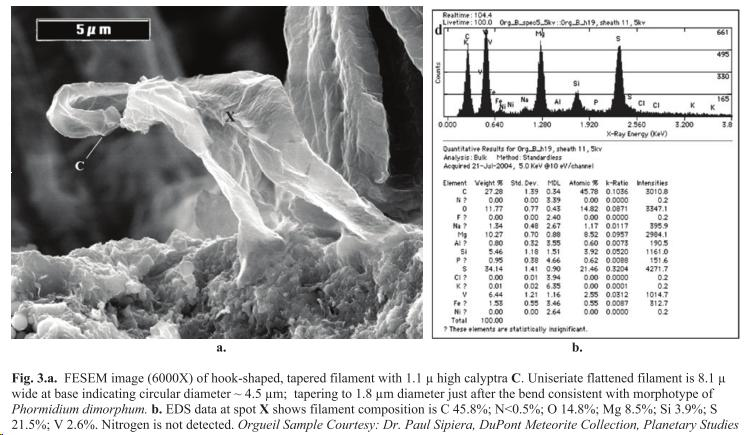 5 µm
X
C
a.
Realtime: 104.4
Livetime: 100.0 Org_B_spec5_5kv::Org_B_h19, sheath 11, 5kv
d
661
495
330
165
Counts
C
K
V
V
Fe
Ni
Ni
Na
Mg
Al
Si
P
S
S
Cl
Cl
K
K
0.000 0.640 1.280 1.920 2.560 3.200 3.8
X-Ray Energy (KeV)
Quantitative Results for Org_B_h19, sheath 11, 5kv
Analysis: Bulk Method: Standardless
Acquired 21-Jul-2004, 5.0 KeV @10 eV/channel
Element Weight % Std. Dev. MDL Atomic % k-Ratio Intensities
C 27.28 1.39 0.34 45.78 0.1036 3010.8
N ? 0.00 0.00 3.39 0.00 0.0000 0.2
O 11.77 0.77 0.43 14.82 0.0871 3347.1
F ? 0.00 0.00 2.40 0.00 0.0000 0.2
Na ? 1.34 0.48 2.67 1.17 0.0117 395.9
Mg 10.27 0.70 0.88 8.52 0.0957 2984.1
Al ? 0.80 0.32 3.55 0.60 0.0073 190.5
Si 5.46 1.18 1.51 3.92 0.0520 1161.0
P ? 0.95 0.38 4.66 0.62 0.0088 151.6
S 34.14 1.41 0.90 21.46 0.3204 4271.7
Cl ? 0.00 0.01 3.94 0.00 0.0000 0.2
K ? 0.01 0.02 6.35 0.00 0.0001 0.2
V 6.44 1.21 1.16 2.55 0.0312 1014.7
Fe ? 1.53 0.55 3.46 0.55 0.0087 312.7
Ni ? 0.00 0.00 2.64 0.00 0.0000 0.2
Total 100.00
? These elements are statistically insignificant.
b.
Fig. 3.a. FESEM image (6000X) of hook-shaped, tapered filament with 1.1 µ high calyptra C. Uniseriate flattened filament is 8.1 µ
wide at base indicating circular diameter ~ 4.5 µm; tapering to 1.8 µm diameter just after the bend consistent with morphotype of
Phormidium dimorphum. b. EDS data at spot X shows filament composition is C 45.8%; N<0.5%; O 14.8%; Mg 8.5%; Si 3.9%; S
21.5%; V 2.6%. Nitrogen is not detected. Orgueil Sample Courtesy: Dr. Paul Sipiera, DuPont Meteorite Collection, Planetary Studies